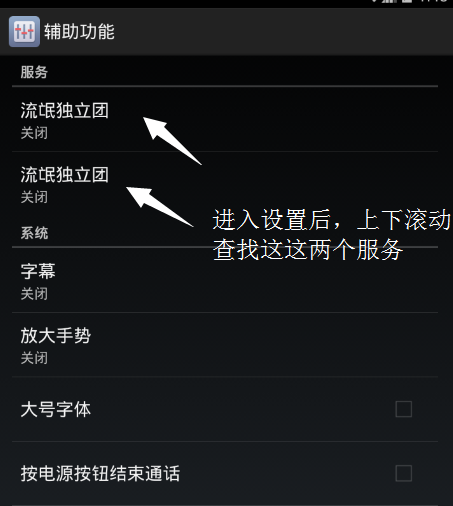 辅助功能
服务
流氓独立团
关闭
流氓独立团
关闭
进入设置后，上下滚动
查找这这两个服务
系统
字幕
关闭
放大手势
关闭
大号字体
按电源按钮结束通话